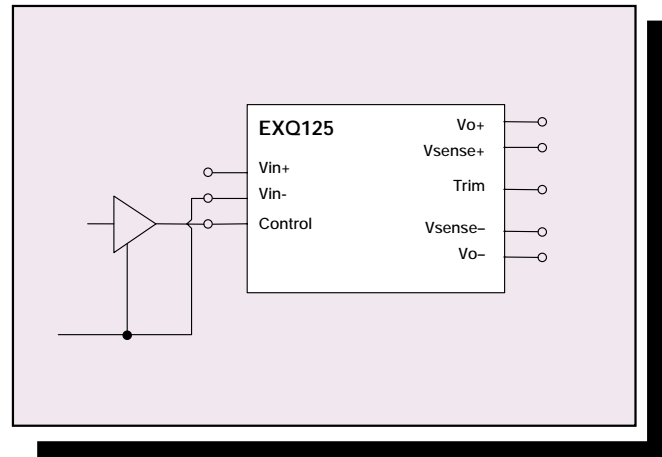 EXQ125
Vin+
Vin-
Control
Vo+
Vsense+
Trim
Vsense–
Vo–